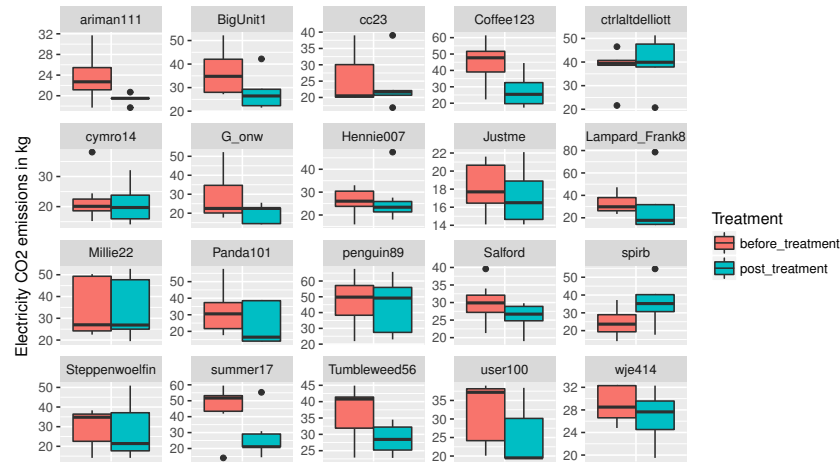 ariman111 BigUnit1 cc23 Coffee123 ctrlaltdelliott
32 28 24 20
50 40 30 20
35 30 25 20
60 50 40 30 20
50 40 30 20
cymro14 G_onw Hennie007 Justme Lampard_Frank8
30 20
50 40 30 20
40 30 20
22 20 18 16 14
80 60 40 20
Millie22 Panda101 penguin89 Salford spirb
50 40 30 20
50 40 30 20
60 50 40 30 20
40 35 30 25 20
50 40 30 20
Steppenwoelfin summer17 Tumbleweed56 user100 wje414
50 40 30 20
60 50 40 30 20
40 35 30 25
35 30 25 20
32 28 24 20
Electricity CO2 emissions in kg
Treatment
before_treatment
post_treatment